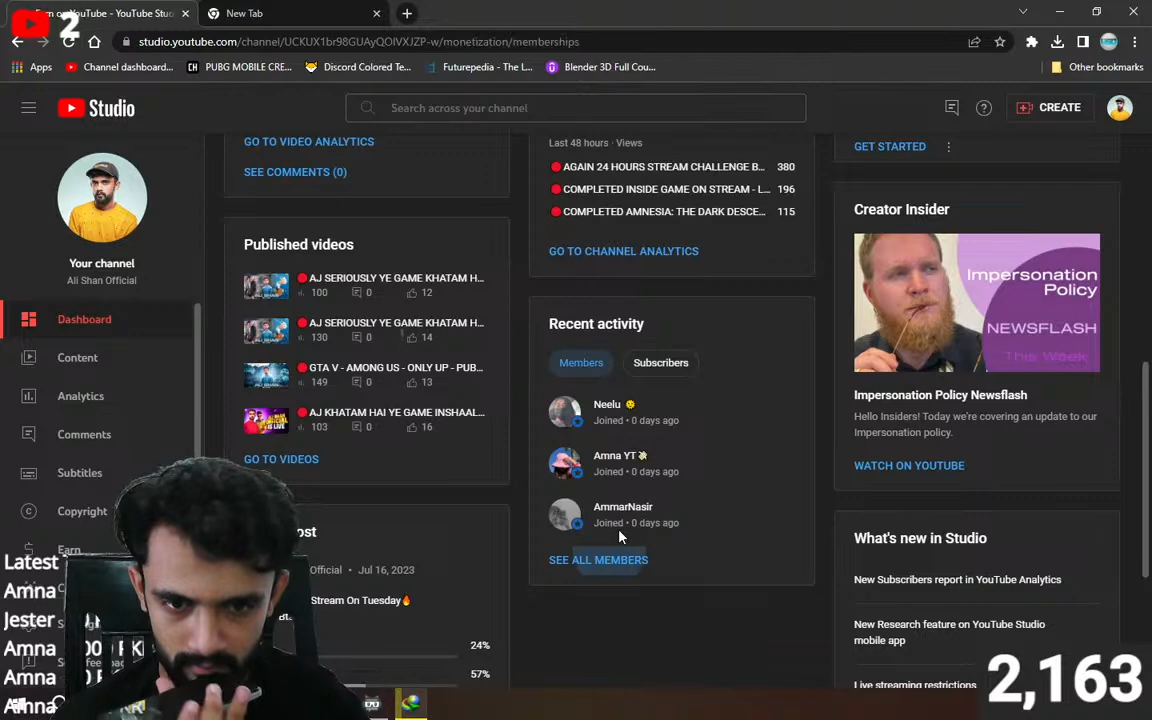 Earn on YouTube - YouTube Stu
New Tab
2
studio.youtube.com/channel/UCKUX1br98GUAyQOIVXJZP-w/monetization/memberships
Apps
Channel dashboard...
PUBG MOBILE CRE...
Discord Colored Te...
Futurepedia - The L...
Blender 3D Full Cou...
Other bookmarks
Studio
Search across your channel
CREATE
Your channel
Ali Shan Official
Dashboard
Content
Analytics
Comments
Subtitles
Copyright
Earn
GO TO VIDEO ANALYTICS
SEE COMMENTS (0)
Published videos
AJ SERIOUSLY YE GAME KHATAM H...
100 0 12
AJ SERIOUSLY YE GAME KHATAM H...
130 0 14
GTA V - AMONG US - ONLY UP - PUB...
149 0 13
AJ KHATAM HAI YE GAME INSHAAL...
103 0 16
GO TO VIDEOS
Official • Jul 16, 2023
Stream On Tuesday🔥
24%
57%
Last 48 hours · Views
AGAIN 24 HOURS STREAM CHALLENGE B... 380
COMPLETED INSIDE GAME ON STREAM - L... 196
COMPLETED AMNESIA: THE DARK DESCE... 115
GO TO CHANNEL ANALYTICS
Recent activity
Members
Subscribers
Neelu
Joined • 0 days ago
Amna YT
Joined • 0 days ago
AmmarNasir
Joined • 0 days ago
SEE ALL MEMBERS
GET STARTED
Creator Insider
Impersonation
Policy
NEWSFLASH
This Week
Impersonation Policy Newsflash
Hello Insiders! Today we're covering an update to our
Impersonation policy.
WATCH ON YOUTUBE
What's new in Studio
New Subscribers report in YouTube Analytics
New Research feature on YouTube Studio
mobile app
Live streaming restrictions
Latest
Amna
Jester
Amna
Amna
Amna
2,163